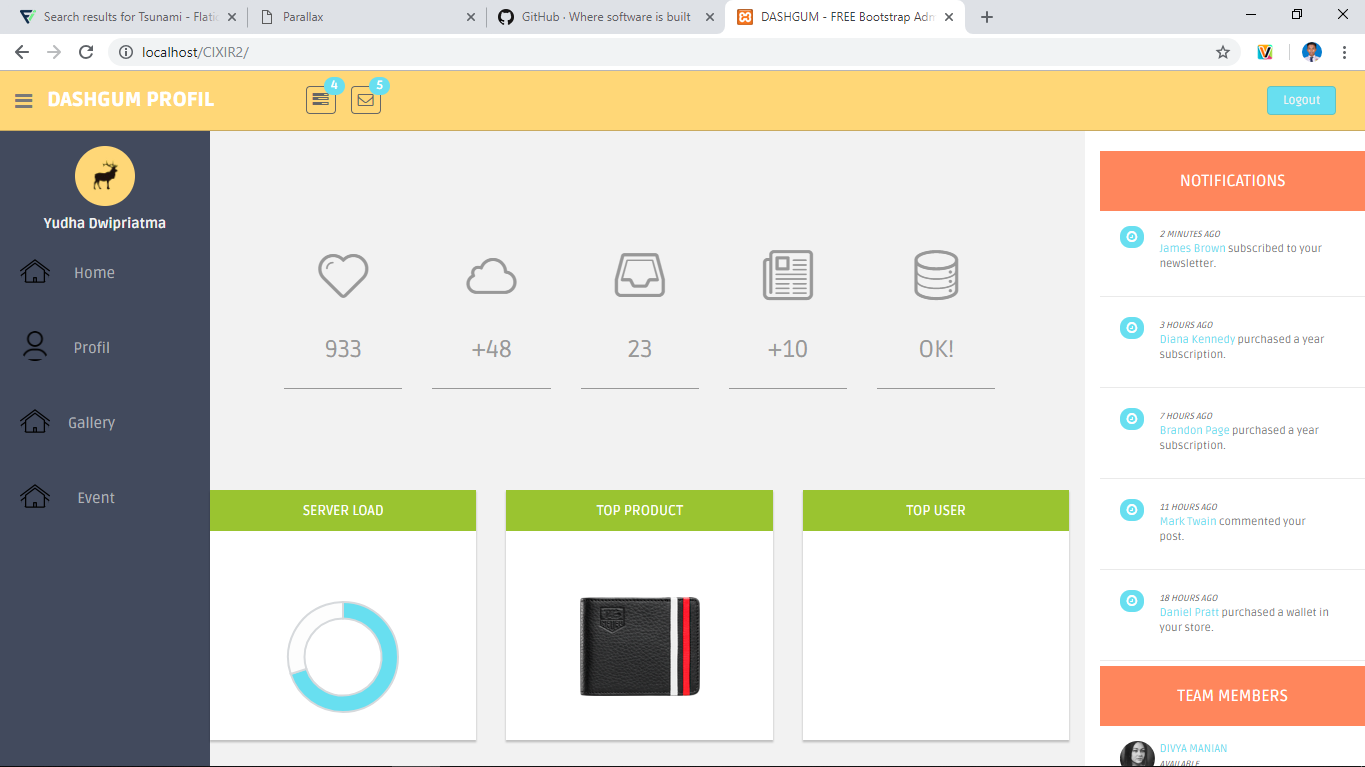 Search results for Tsunami - Flatic
Parallax
GitHub · Where software is built
DASHGUM - FREE Bootstrap Adm
localhost/CIXIR2/
DASHGUM PROFIL
4
5
Logout
Yudha Dwipriatma
Home
Profil
Gallery
Event
933
+48
23
+10
OK!
SERVER LOAD
TOP PRODUCT
TOP USER
NOTIFICATIONS
2 MINUTES AGO
James Brown subscribed to your
newsletter.
3 HOURS AGO
Diana Kennedy purchased a year
subscription.
7 HOURS AGO
Brandon Page purchased a year
subscription.
11 HOURS AGO
Mark Twain commented your
post.
18 HOURS AGO
Daniel Pratt purchased a wallet in
your store.
TEAM MEMBERS
DIVYA MANIAN
AVAILABLE